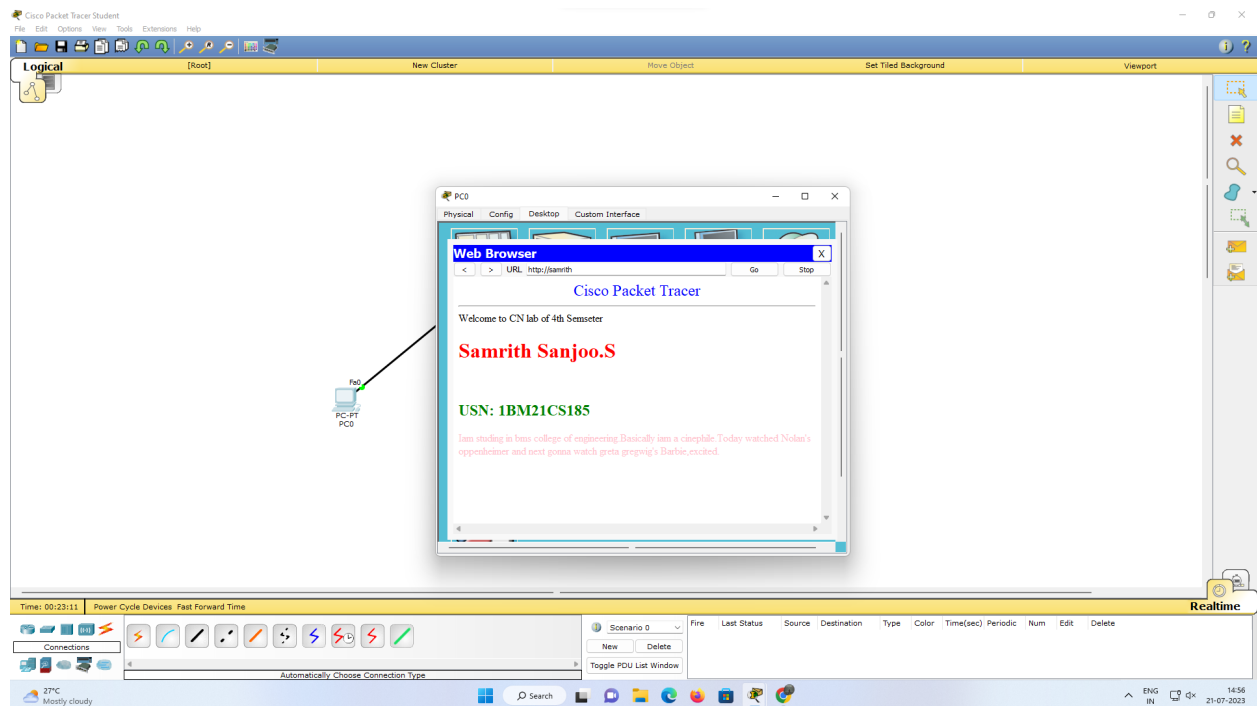 Cisco Packet Tracer Student
File Edit Options View Tools Extensions Help
Logical [Root] New Cluster Move Object Set Tiled Background Viewport
PC0
Physical Config Desktop Custom Interface
Web Browser X
< > URL http://samrith Go Stop
Cisco Packet Tracer
Welcome to CN lab of 4th Semseter
Samrith Sanjoo.S
USN: 1BM21CS185
Iam studing in bms college of engineering.Basically iam a cinephile.Today watched Nolan's
oppenheimer and next gonna watch greta gregwig's Barbie,excited.
Fa0
PC-PT
PC0
Time: 00:23:11 Power Cycle Devices Fast Forward Time Realtime
Scenario 0 Fire Last Status Source Destination Type Color Time(sec) Periodic Num Edit Delete
Connections New Delete
Toggle PDU List Window
Automatically Choose Connection Type
27°C
Mostly cloudy
Search
ENG
IN
14:56
21-07-2023